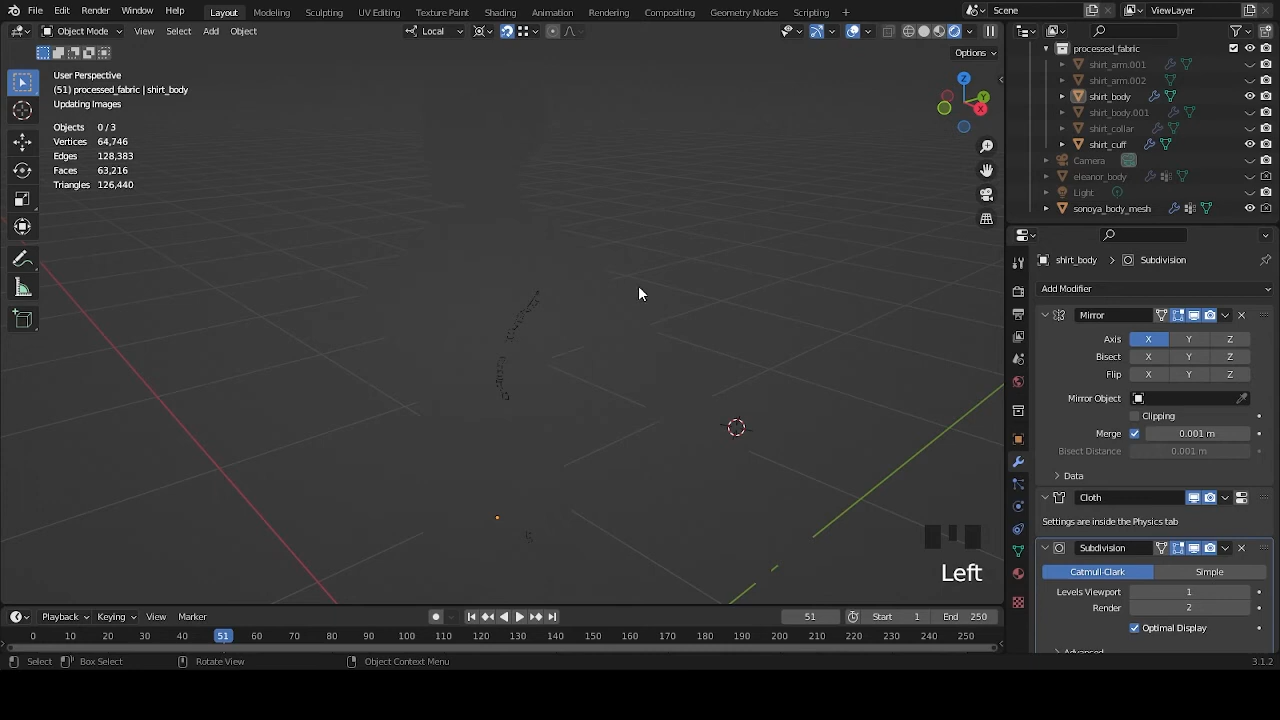 File Edit Render Window Help Layout Modeling Sculpting UV Editing Texture Paint Shading Animation Rendering Compositing Geometry Nodes Scripting + Scene ViewLayer
Object Mode View Select Add Object Local
Options
User Perspective
(51) processed_fabric | shirt_body
Updating Images
Objects 0 / 3
Vertices 64,746
Edges 128,383
Faces 63,216
Triangles 126,440
Z
Y
X
Left
processed_fabric
shirt_arm.001
shirt_arm.002
shirt_body
shirt_body.001
shirt_collar
shirt_cuff
Camera
eleanor_body
Light
sonoya_body_mesh
shirt_body > Subdivision
Add Modifier
Mirror
Axis X Y Z
Bisect X Y Z
Flip X Y Z
Mirror Object
Clipping
Merge 0.001 m
Bisect Distance 0.001 m
Data
Cloth
Settings are inside the Physics tab
Subdivision
Catmull-Clark Simple
Levels Viewport 1
Render 2
Optimal Display
Playback Keying View Marker 51 Start 1 End 250
0 10 20 30 40 51 60 70 80 90 100 110 120 130 140 150 160 170 180 190 200 210 220 230 240 250
Select Box Select Rotate View Object Context Menu 3.1.2